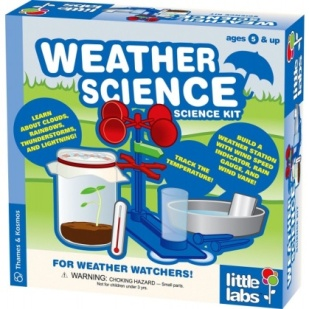 ages 5 & up
WEATHER
SCIENCE
SCIENCE KIT
LEARN
ABOUT CLOUDS,
RAINBOWS,
THUNDERSTORMS,
AND LIGHTNING!
BUILD A
WEATHER STATION
WITH WIND SPEED
INDICATOR, RAIN
GAUGE, AND
WIND VANE!
TRACK THE
TEMPERATURE!
Thames & Kosmos
FOR WEATHER WATCHERS!
WARNING: CHOKING HAZARD — Small parts.
Not for children under 3 yrs.
little
labs